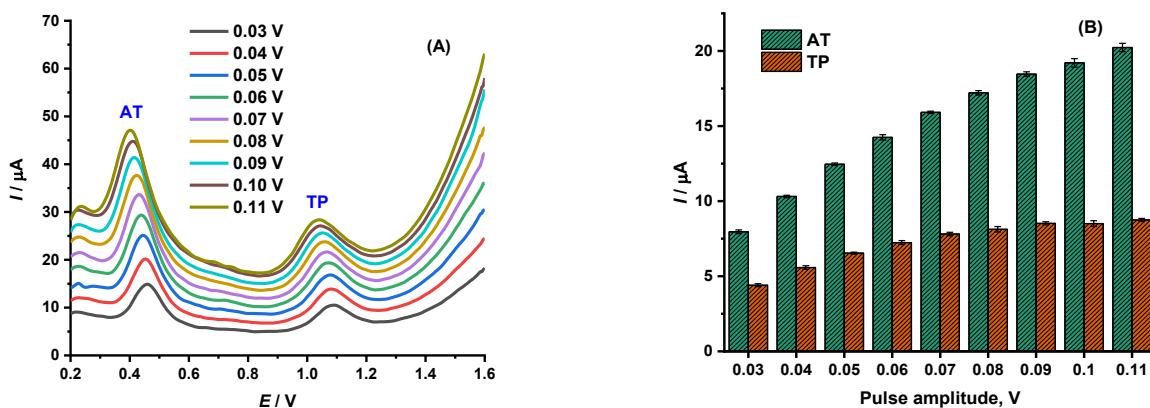 70
60
50
40
30
20
10
0
I / µA
0.2 0.4 0.6 0.8 1.0 1.2 1.4 1.6
E / V
(A)
AT
TP
0.03 V
0.04 V
0.05 V
0.06 V
0.07 V
0.08 V
0.09 V
0.10 V
0.11 V
(B)
AT
TP
20
15
10
5
0
I / µA
0.03 0.04 0.05 0.06 0.07 0.08 0.09 0.1 0.11
Pulse amplitude, V